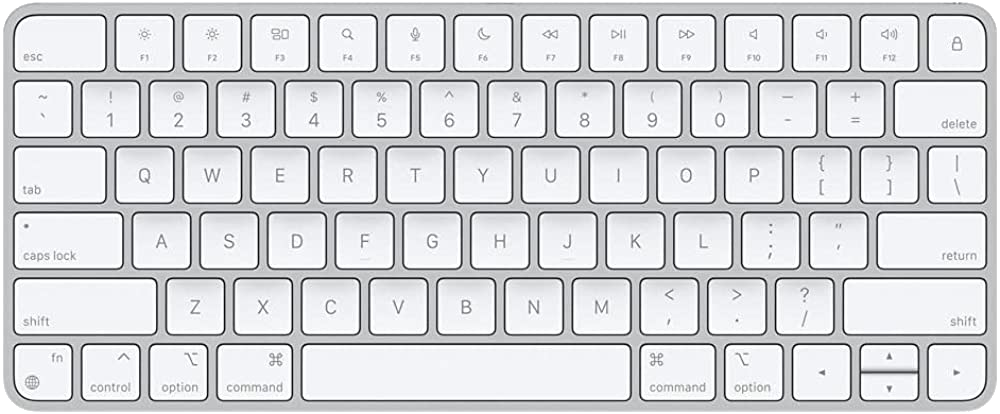 esc F1 F2 F3 F4 F5 F6 F7 F8 F9 F10 F11 F12
~ ! @ # $ % ^ & * ( ) — +
` 1 2 3 4 5 6 7 8 9 0 - = delete
{ } |
tab Q W E R T Y U I O P [ ] \
: "
caps lock A S D F G H J K L ; ' return
< > ?
shift Z X C V B N M , . / shift
fn ^ ⌥ ⌘ ⌘ ⌥ ▲
◄ ►
control option command command option ▼